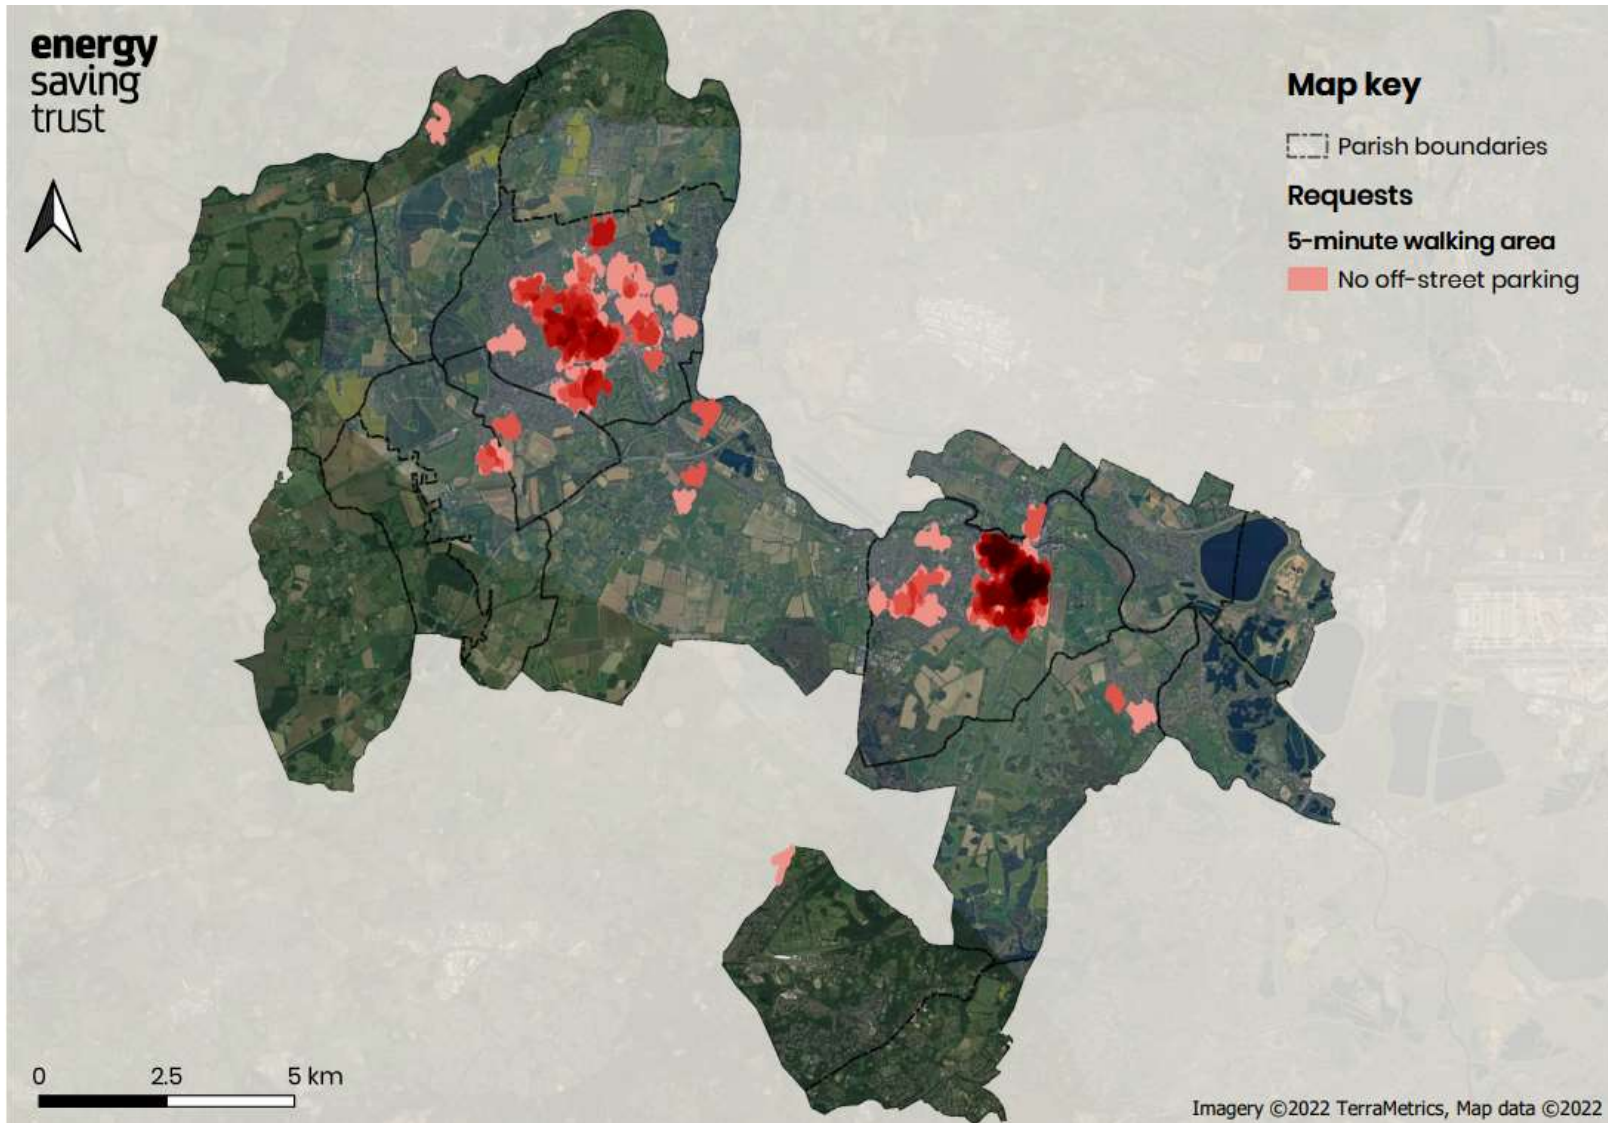 energy
saving
trust
Map key
Parish boundaries
Requests
5-minute walking area
No off-street parking
0 2.5 5 km
Imagery ©2022 TerraMetrics, Map data ©2022